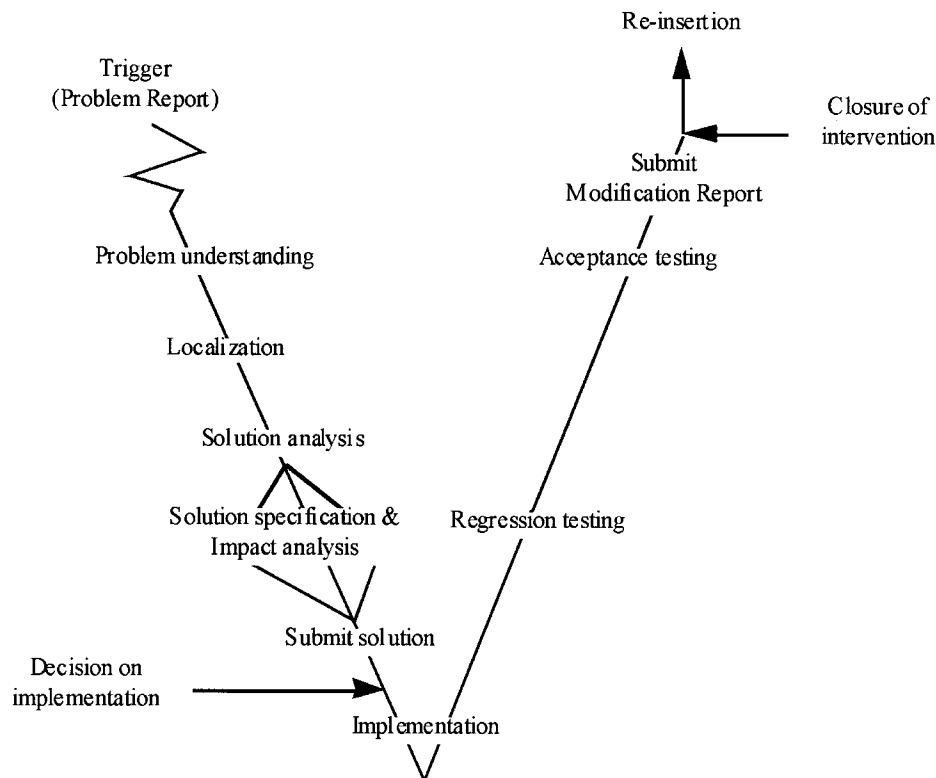 Trigger
(Problem Report)
Problem understanding
Localization
Solution analysis
Solution specification &
Impact analysis
Submit solution
Decision on
implementation
Implementation
Regression testing
Acceptance testing
Submit
Modification Report
Closure of
intervention
Re-insertion